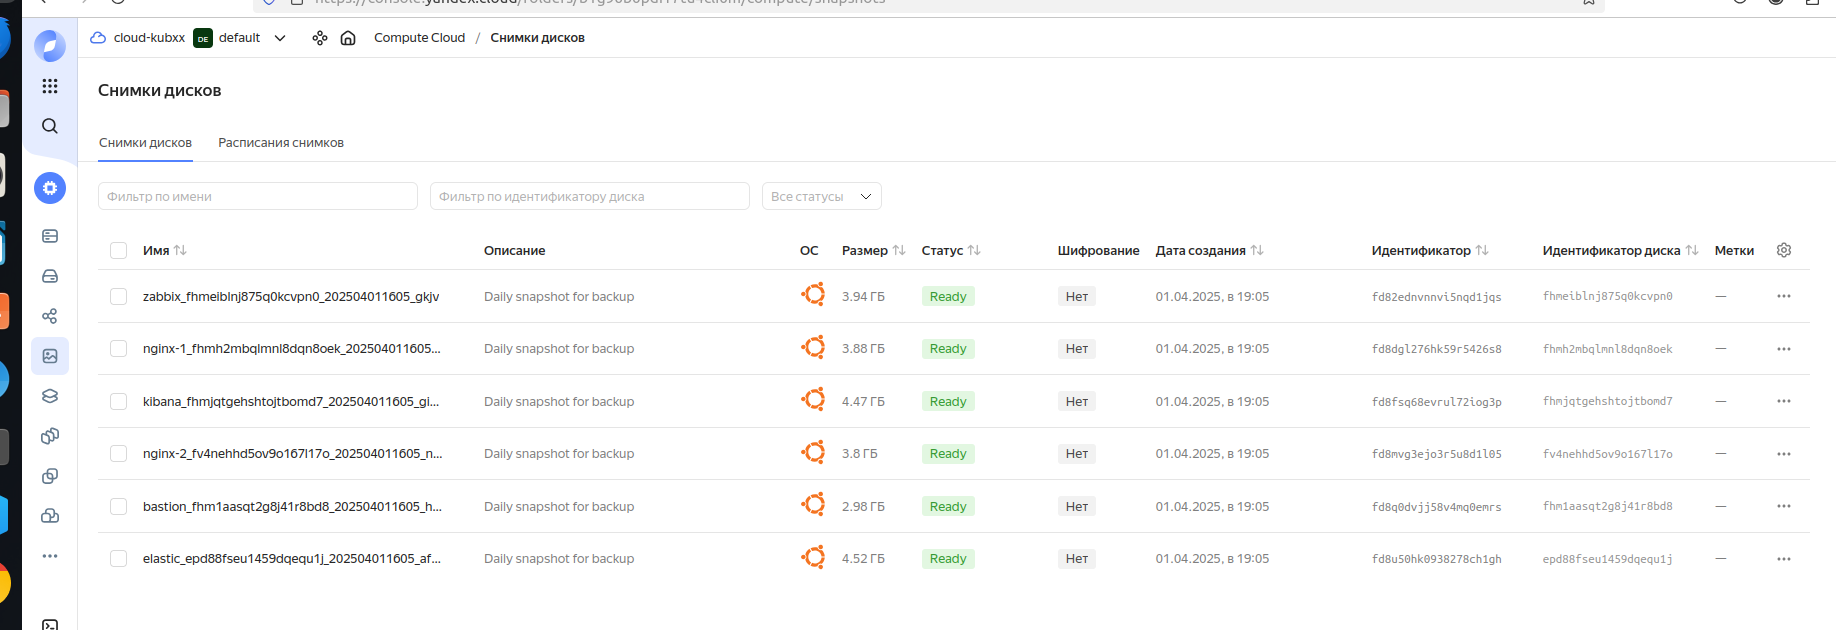 cloud-kubxx DE default Compute Cloud / Снимки дисков
Снимки дисков
Снимки дисков Расписания снимков
Фильтр по имени Фильтр по идентификатору диска Все статусы
Имя Описание ОС Размер Статус Шифрование Дата создания Идентификатор Идентификатор диска Метки
zabbix_fhmeiblnj875q0kcvpn0_202504011605_gkjv Daily snapshot for backup 3.94 ГБ Ready Нет 01.04.2025, в 19:05 fd82ednvnnvi5nqd1jqs fhmeiblnj875q0kcvpn0 —
nginx-1_fhmh2mbqlmnl8dqn8oek_202504011605... Daily snapshot for backup 3.88 ГБ Ready Нет 01.04.2025, в 19:05 fd8dgl276hk59r5426s8 fhmh2mbqlmnl8dqn8oek —
kibana_fhmjqtgehshtojtbomd7_202504011605_gi... Daily snapshot for backup 4.47 ГБ Ready Нет 01.04.2025, в 19:05 fd8fsq68evrul72iog3p fhmjqtgehshtojtbomd7 —
nginx-2_fv4nehhd5ov9o167l17o_202504011605_n... Daily snapshot for backup 3.8 ГБ Ready Нет 01.04.2025, в 19:05 fd8mvg3ejo3r5u8d1l05 fv4nehhd5ov9o167l17o —
bastion_fhm1aasqt2g8j41r8bd8_202504011605_h... Daily snapshot for backup 2.98 ГБ Ready Нет 01.04.2025, в 19:05 fd8q0dvjj58v4mq0emrs fhm1aasqt2g8j41r8bd8 —
elastic_epd88fseu1459dqequ1j_202504011605_af... Daily snapshot for backup 4.52 ГБ Ready Нет 01.04.2025, в 19:05 fd8u50hk0938278ch1gh epd88fseu1459dqequ1j —